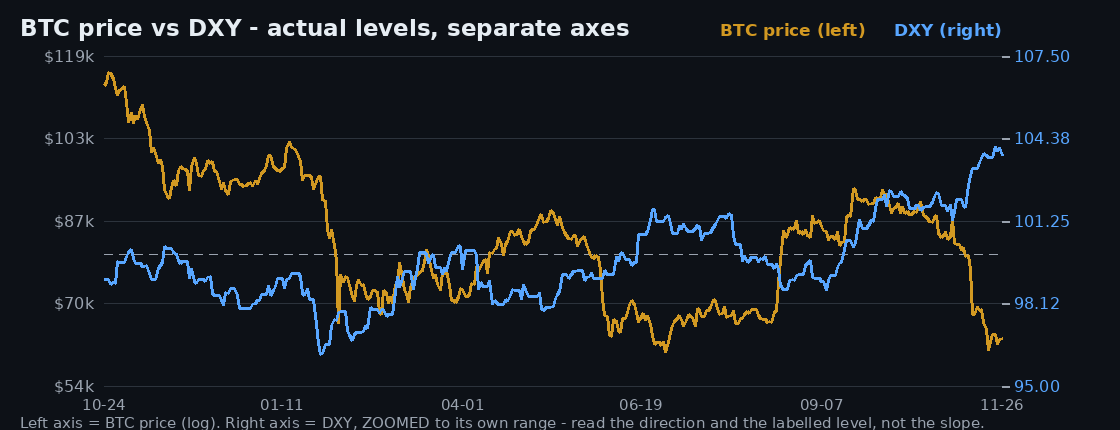 BTC price vs DXY - actual levels, separate axes
BTC price (left) DXY (right)
$119k 107.50
$103k 104.38
$87k 101.25
$70k 98.12
$54k 95.00
10-24 01-11 04-01 06-19 09-07 11-26
Left axis = BTC price (log). Right axis = DXY, ZOOMED to its own range - read the direction and the labelled level, not the slope.